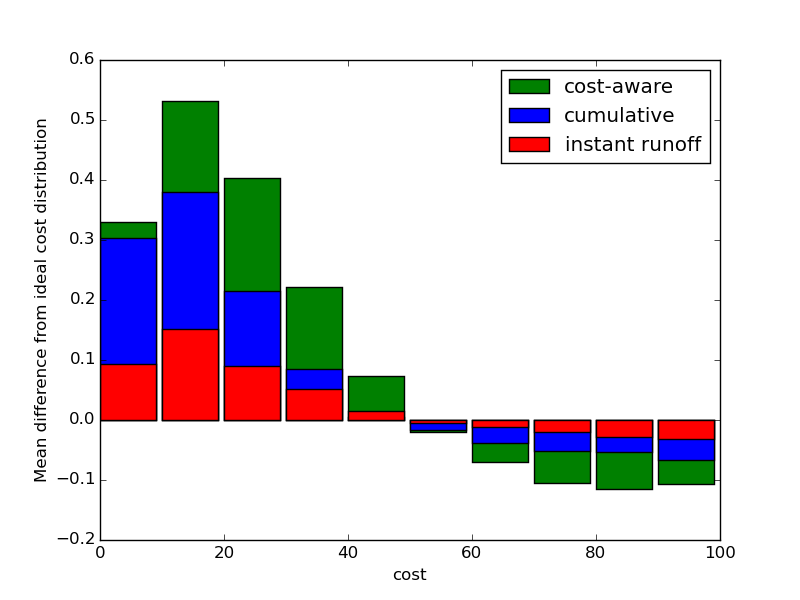 0.6
0.5
0.4
0.3
0.2
0.1
0.0
−0.1
−0.2
Mean difference from ideal cost distribution
cost-aware
cumulative
instant runoff
0 20 40 60 80 100
cost